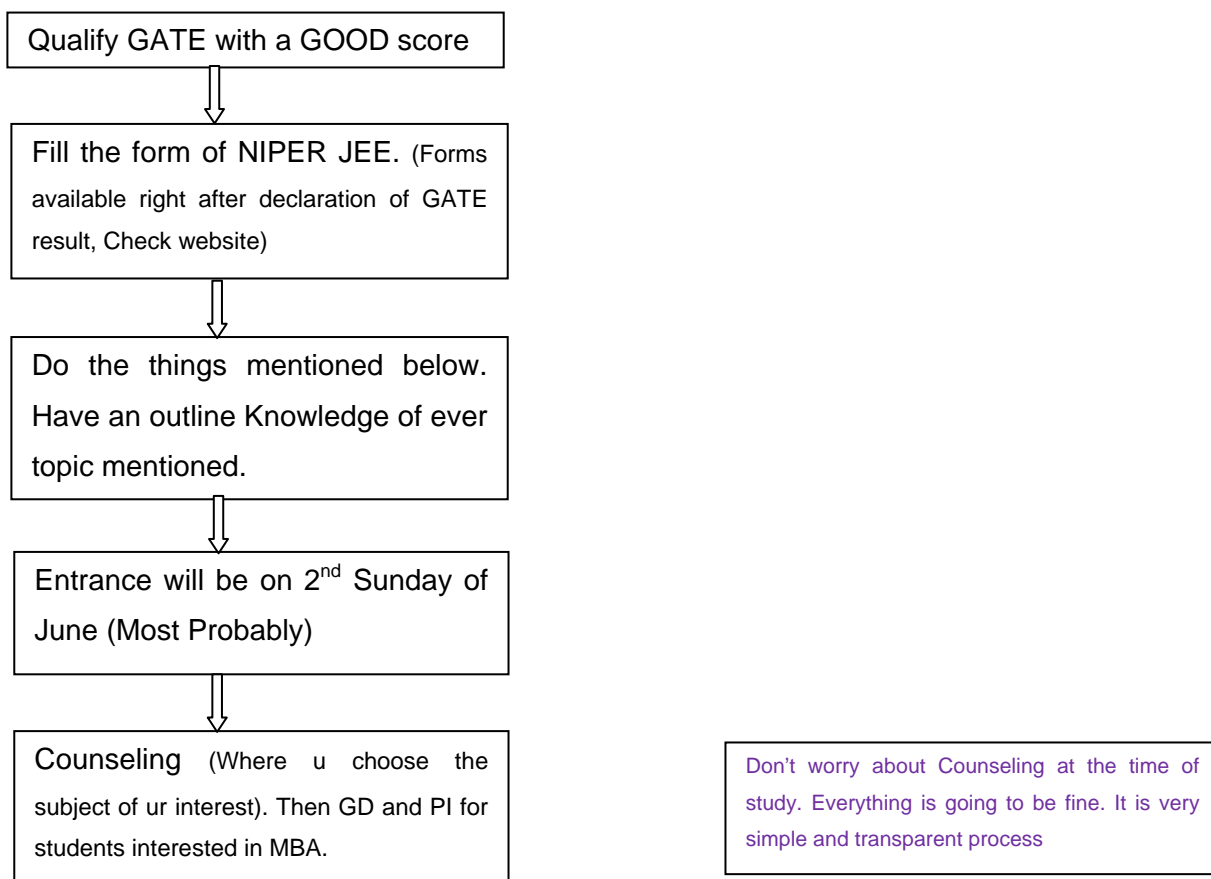 Qualify GATE with a GOOD score
Fill the form of NIPER JEE. (Forms
available right after declaration of GATE
result, Check website)
Do the things mentioned below.
Have an outline Knowledge of ever
topic mentioned.
Entrance will be on 2nd Sunday of
June (Most Probably)
Counseling (Where u choose the
subject of ur interest). Then GD and PI for
students interested in MBA.
Don’t worry about Counseling at the time of
study. Everything is going to be fine. It is very
simple and transparent process